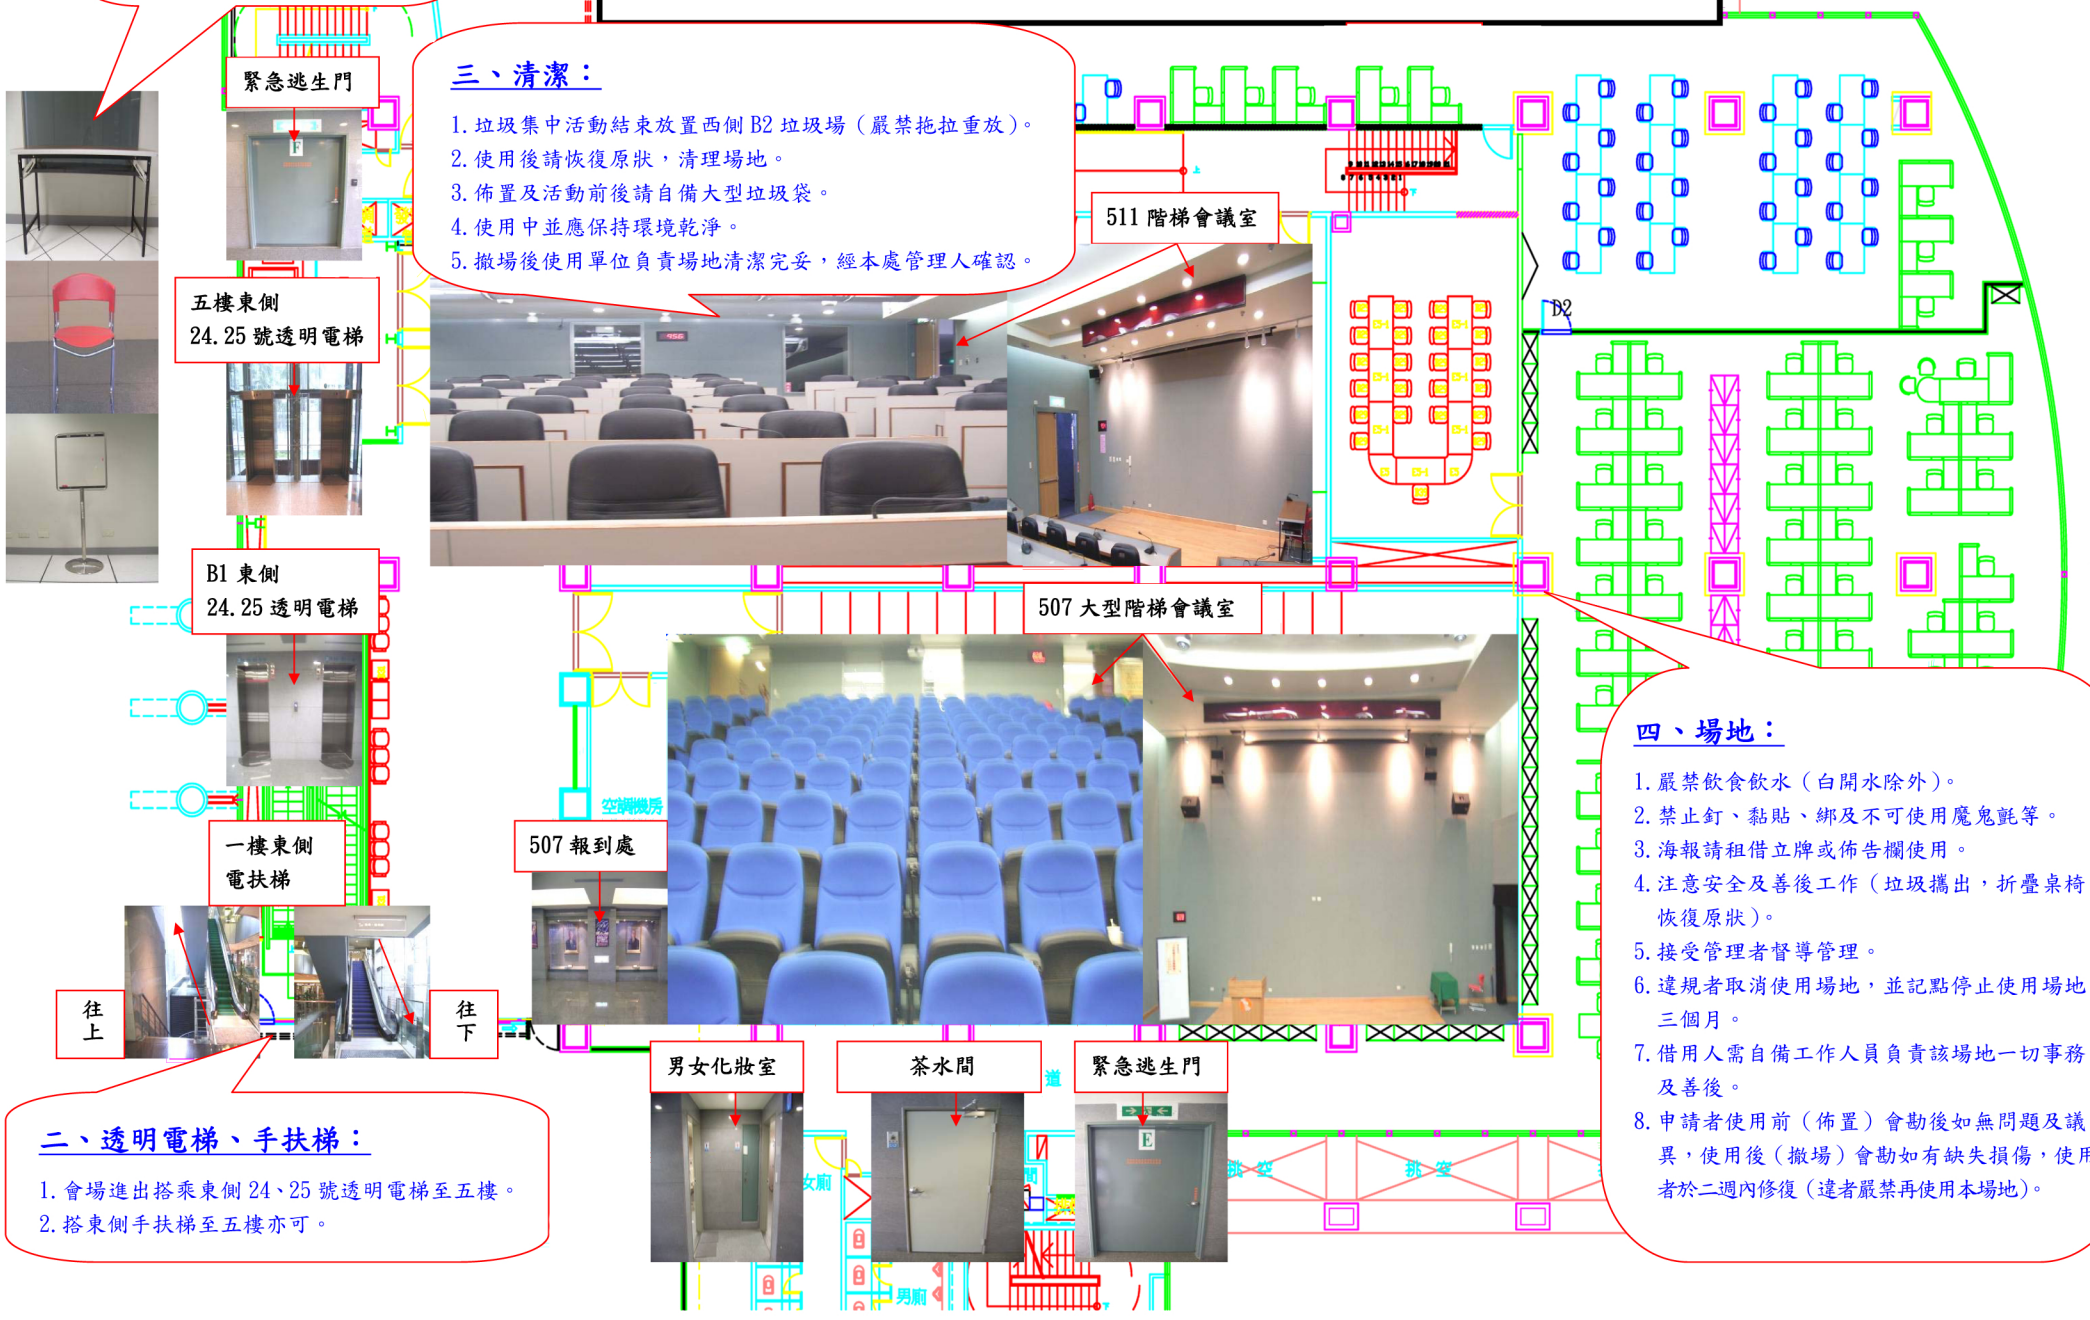 緊急逃生門
F
三、清潔：
1. 垃圾集中活動結束放置西側 B2 垃圾場（嚴禁拖拉重放）。
2. 使用後請恢復原狀，清理場地。
3. 佈置及活動前後請自備大型垃圾袋。
4. 使用中並應保持環境乾淨。
5. 撤場後使用單位負責場地清潔完妥，經本處管理人確認。
上
下
511 階梯會議室
五樓東側
24.25 號透明電梯
956
D2
B1 東側
24.25 透明電梯
507 大型階梯會議室
空調機房
一樓東側
電扶梯
507 報到處
往上
往下
四、場地：
1. 嚴禁飲食飲水（白開水除外）。
2. 禁止釘、黏貼、綁及不可使用魔鬼氈等。
3. 海報請租借立牌或佈告欄使用。
4. 注意安全及善後工作（垃圾攜出，折疊桌椅
恢復原狀）。
5. 接受管理者督導管理。
6. 違規者取消使用場地，並記點停止使用場地
三個月。
7. 借用人需自備工作人員負責該場地一切事務
及善後。
8. 申請者使用前（佈置）會勘後如無問題及議
異，使用後（撤場）會勘如有缺失損傷，使用
者於二週內修復（違者嚴禁再使用本場地）。
男女化妝室
茶水間
道
緊急逃生門
E
二、透明電梯、手扶梯：
1. 會場進出搭乘東側 24、25 號透明電梯至五樓。
2. 搭東側手扶梯至五樓亦可。
女廁
間
挑空
挑空
男廁
下